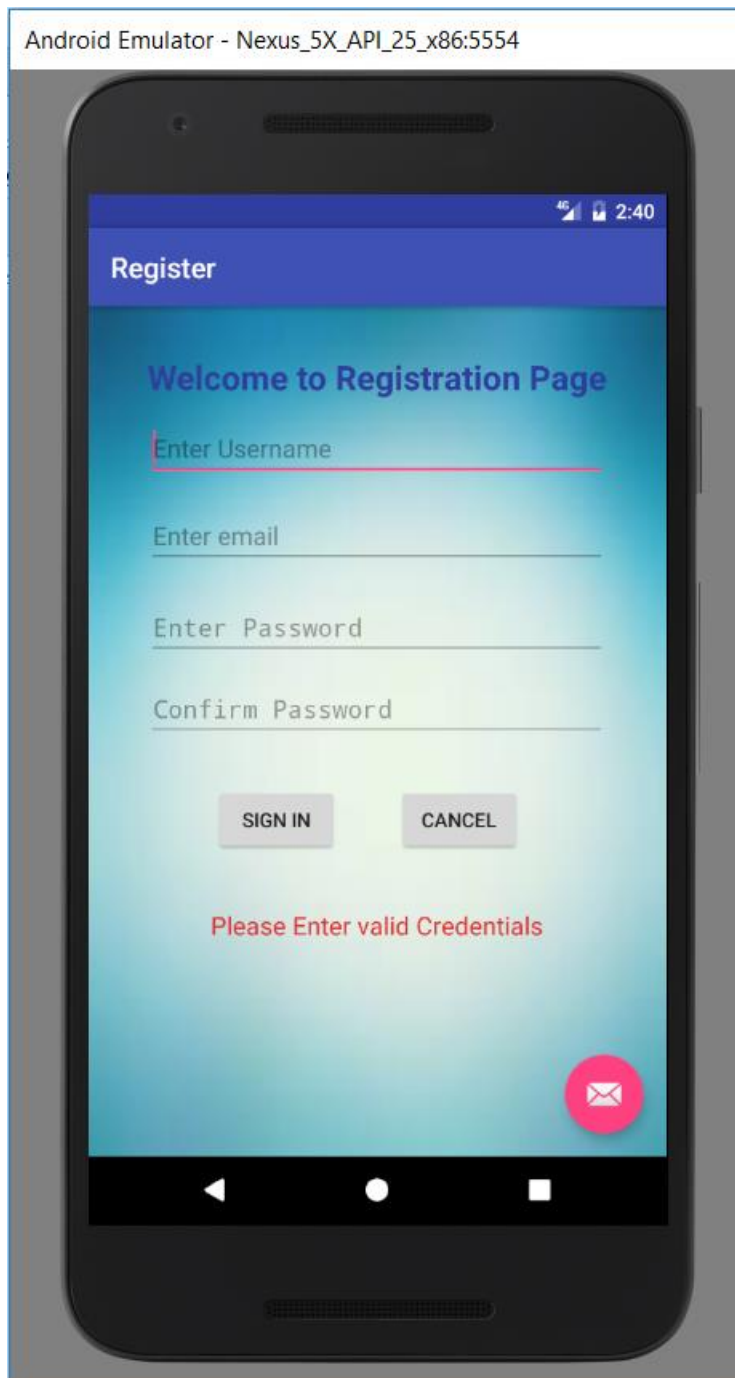 Android Emulator - Nexus_5X_API_25_x86:5554
4G 2:40
Register
Welcome to Registration Page
Enter Username
Enter email
Enter Password
Confirm Password
SIGN IN CANCEL
Please Enter valid Credentials